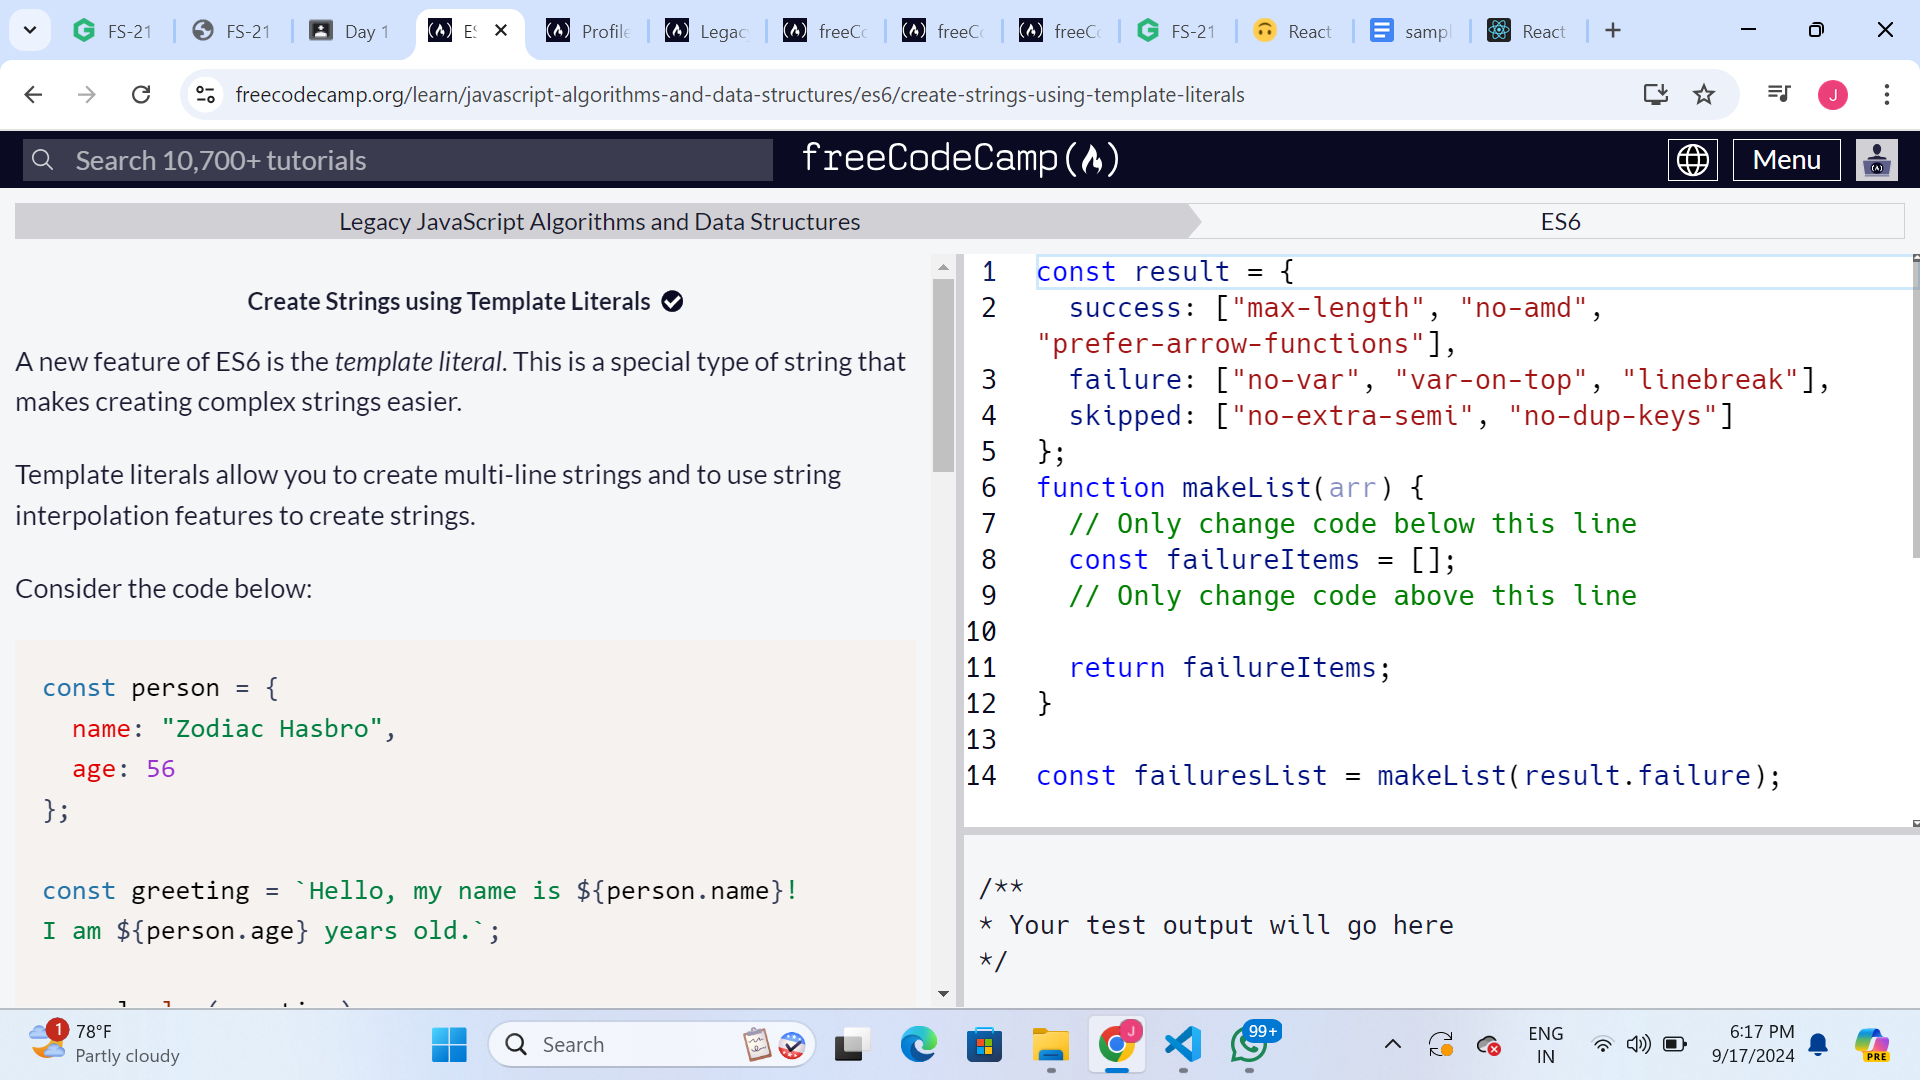 FS-21
FS-21
Day 1
ES
Profile
Legac
freeCo
freeCo
freeCo
FS-21
React
sampl
React
freecodecamp.org/learn/javascript-algorithms-and-data-structures/es6/create-strings-using-template-literals
J
Search 10,700+ tutorials
freeCodeCamp(🔥)
Menu
Legacy JavaScript Algorithms and Data Structures
ES6
Create Strings using Template Literals
A new feature of ES6 is the template literal. This is a special type of string that
makes creating complex strings easier.
Template literals allow you to create multi-line strings and to use string
interpolation features to create strings.
Consider the code below:
const person = {
  name: "Zodiac Hasbro",
  age: 56
};
const greeting = `Hello, my name is ${person.name}!
I am ${person.age} years old.`;
1 const result = {
2   success: ["max-length", "no-amd",
"prefer-arrow-functions"],
3   failure: ["no-var", "var-on-top", "linebreak"],
4   skipped: ["no-extra-semi", "no-dup-keys"]
5 };
6 function makeList(arr) {
7   // Only change code below this line
8   const failureItems = [];
9   // Only change code above this line
10
11   return failureItems;
12 }
13
14 const failuresList = makeList(result.failure);
/**
* Your test output will go here
*/
1
78°F
Partly cloudy
Search
J
99+
ENG
IN
6:17 PM
9/17/2024
PRE